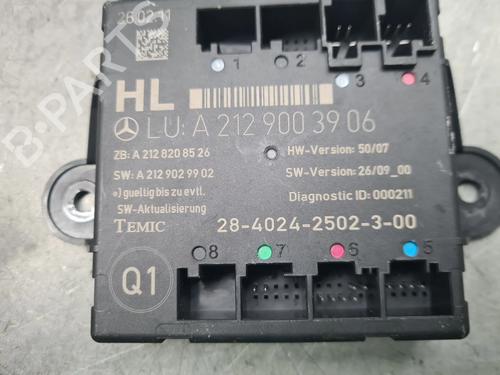 26.02.11
1
2
3
4
HL
LU: A 212 900 39 06
ZB: A 212 820 85 26
HW-Version: 50/07
SW: A 212 902 99 02
SW-Version: 26/09_00
•) gueltig bis zu evtl.
Diagnostic ID: 000211
SW-Aktualisierung
TEMIC
28-4024-2502-3-00
8
7
6
5
Q1